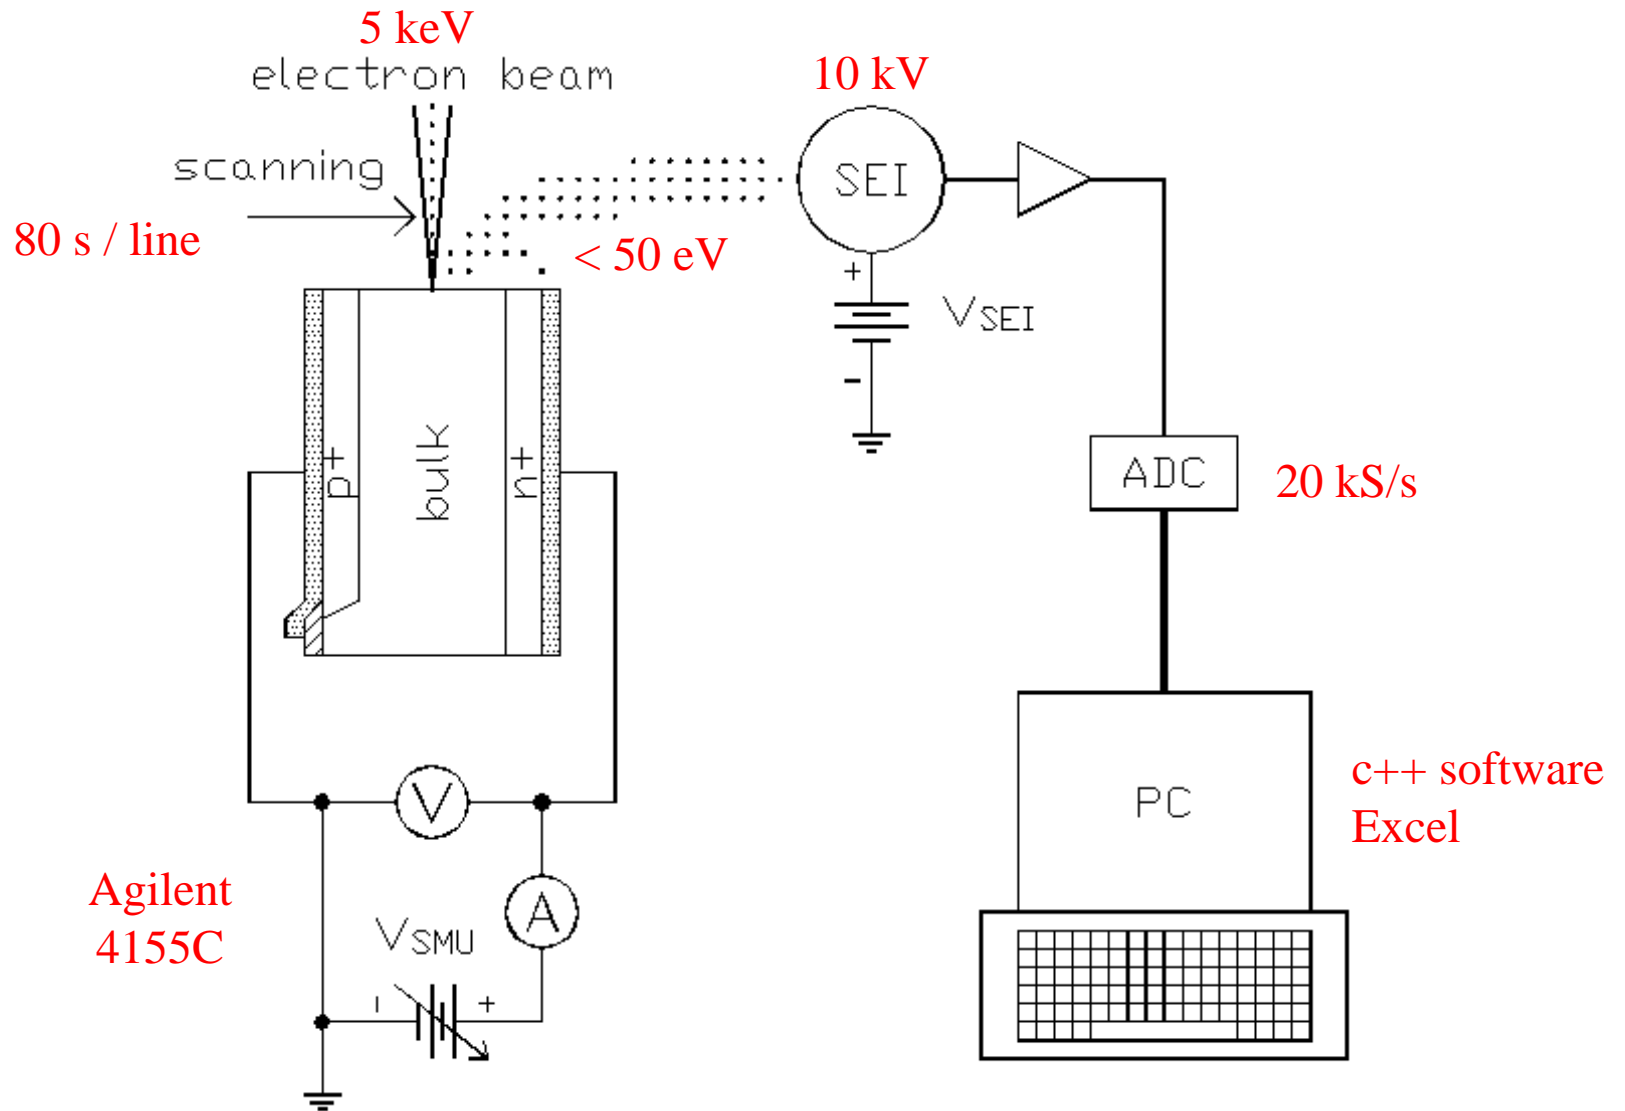 5 keV
electron beam
10 kV
scanning
SEI
80 s / line
< 50 eV
+
VSEI
-
p+
bulk
n+
ADC
20 kS/s
V
PC
c++ software
Excel
Agilent
4155C
A
VSMU
- +